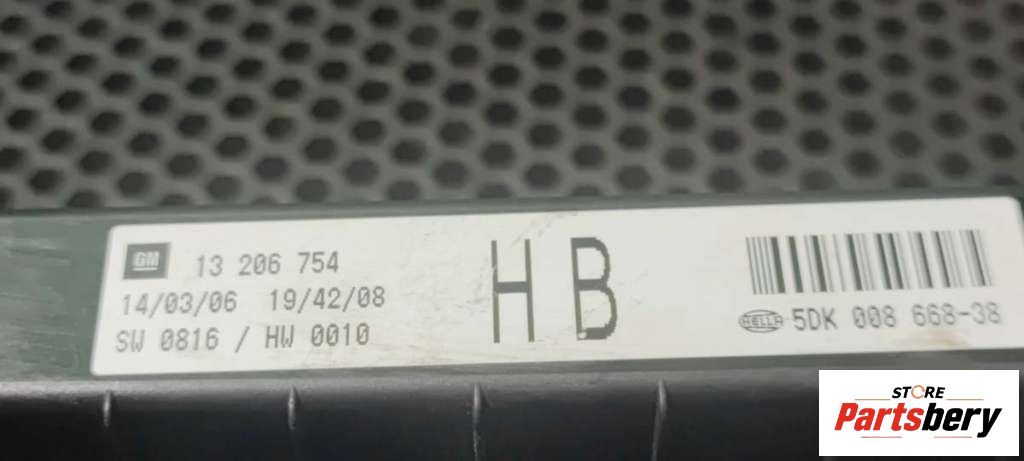 GM 13 206 754
14/03/06 19/42/08
SW 0816 / HW 0010
HB
HELLA 5DK 008 668-38
STORE
Partsbery